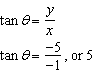 tan θ = y/x
tan θ = -5/-1, or 5